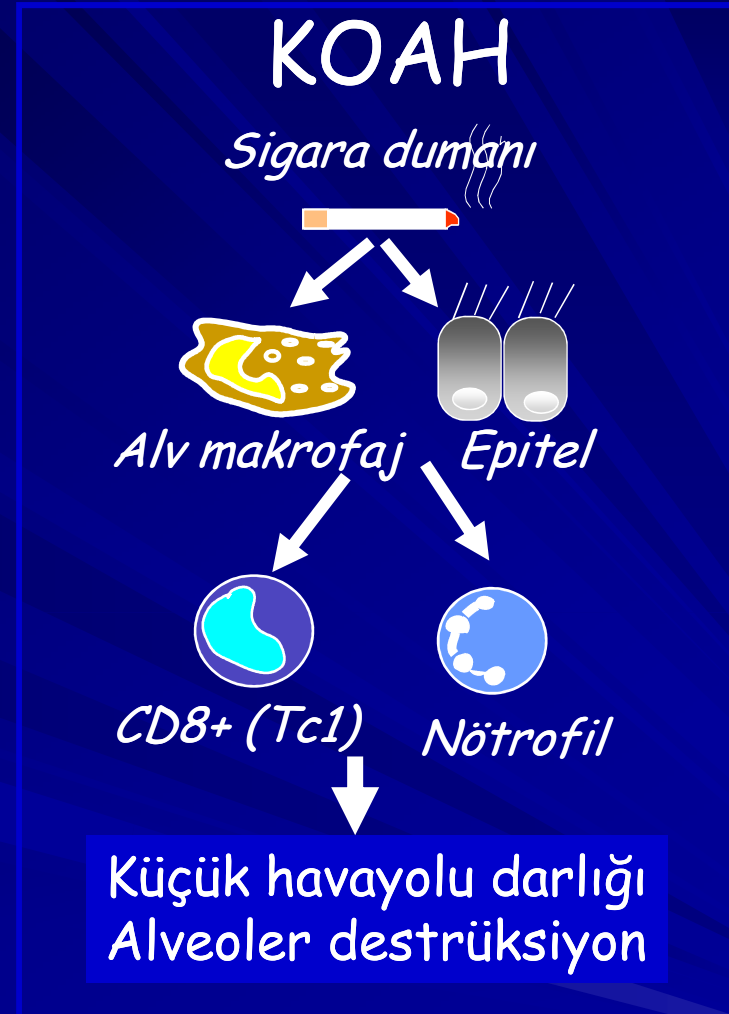 KOAH
Sigara dumanı
Alv makrofaj
Epitel
CD8+ (Tc1)
Nötrofil
Küçük havayolu darlığı
Alveoler destrüksiyon